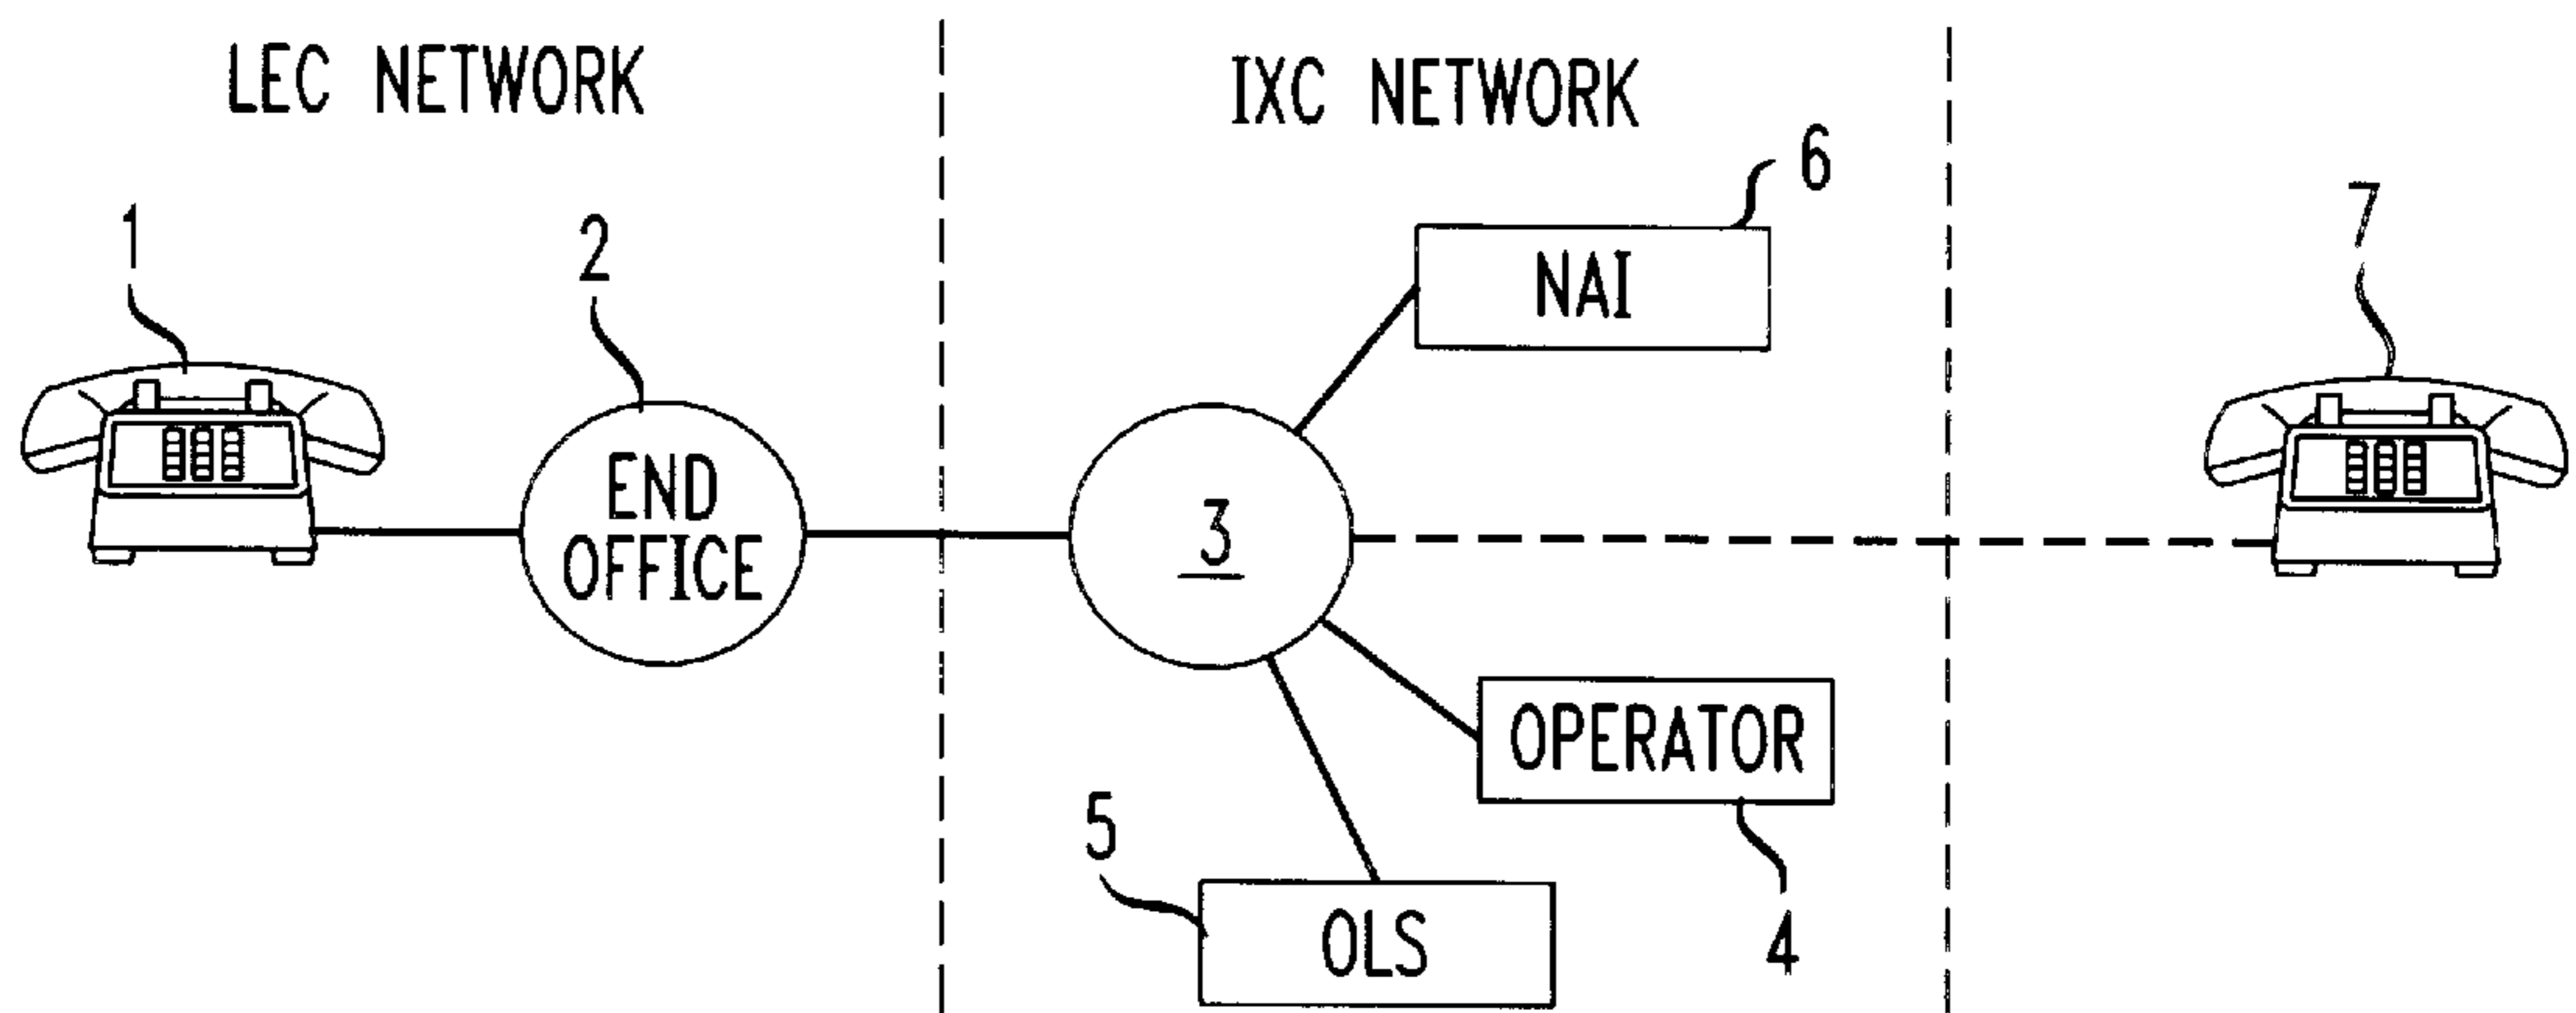 LEC NETWORK
IXC NETWORK
6
1
2
7
NAI
END
OFFICE
3
OPERATOR
5
4
OLS